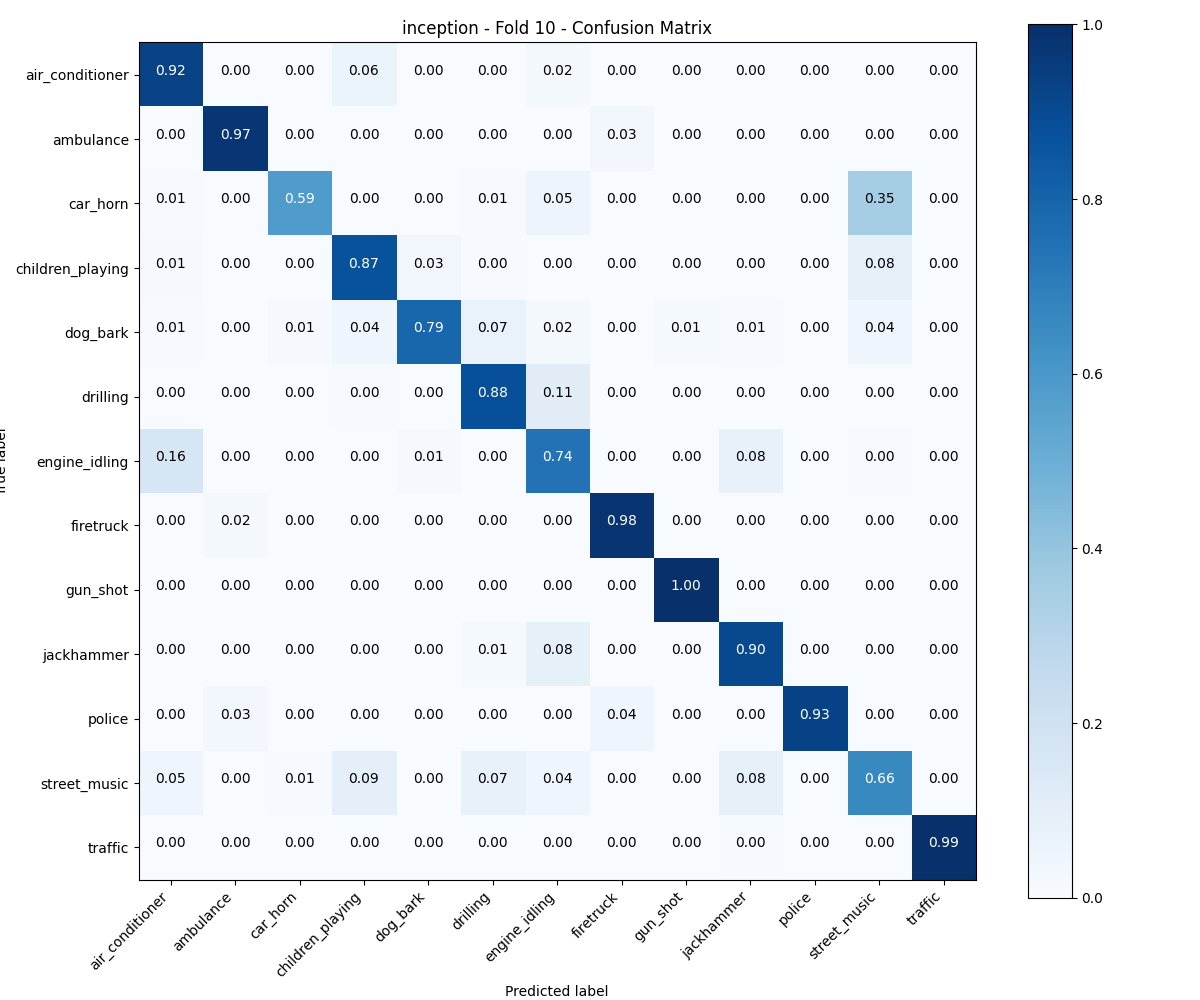 inception - Fold 10 - Confusion Matrix
air_conditioner 0.92 0.00 0.00 0.06 0.00 0.00 0.02 0.00 0.00 0.00 0.00 0.00 0.00
ambulance 0.00 0.97 0.00 0.00 0.00 0.00 0.00 0.03 0.00 0.00 0.00 0.00 0.00
car_horn 0.01 0.00 0.59 0.00 0.00 0.01 0.05 0.00 0.00 0.00 0.00 0.35 0.00
children_playing 0.01 0.00 0.00 0.87 0.03 0.00 0.00 0.00 0.00 0.00 0.00 0.08 0.00
dog_bark 0.01 0.00 0.01 0.04 0.79 0.07 0.02 0.00 0.01 0.01 0.00 0.04 0.00
drilling 0.00 0.00 0.00 0.00 0.00 0.88 0.11 0.00 0.00 0.00 0.00 0.00 0.00
engine_idling 0.16 0.00 0.00 0.00 0.01 0.00 0.74 0.00 0.00 0.08 0.00 0.00 0.00
firetruck 0.00 0.02 0.00 0.00 0.00 0.00 0.00 0.98 0.00 0.00 0.00 0.00 0.00
gun_shot 0.00 0.00 0.00 0.00 0.00 0.00 0.00 0.00 1.00 0.00 0.00 0.00 0.00
jackhammer 0.00 0.00 0.00 0.00 0.00 0.01 0.08 0.00 0.00 0.90 0.00 0.00 0.00
police 0.00 0.03 0.00 0.00 0.00 0.00 0.00 0.04 0.00 0.00 0.93 0.00 0.00
street_music 0.05 0.00 0.01 0.09 0.00 0.07 0.04 0.00 0.00 0.08 0.00 0.66 0.00
traffic 0.00 0.00 0.00 0.00 0.00 0.00 0.00 0.00 0.00 0.00 0.00 0.00 0.99
air_conditioner
ambulance
car_horn
children_playing
dog_bark
drilling
engine_idling
firetruck
gun_shot
jackhammer
police
street_music
traffic
Predicted label
1.0
0.8
0.6
0.4
0.2
0.0